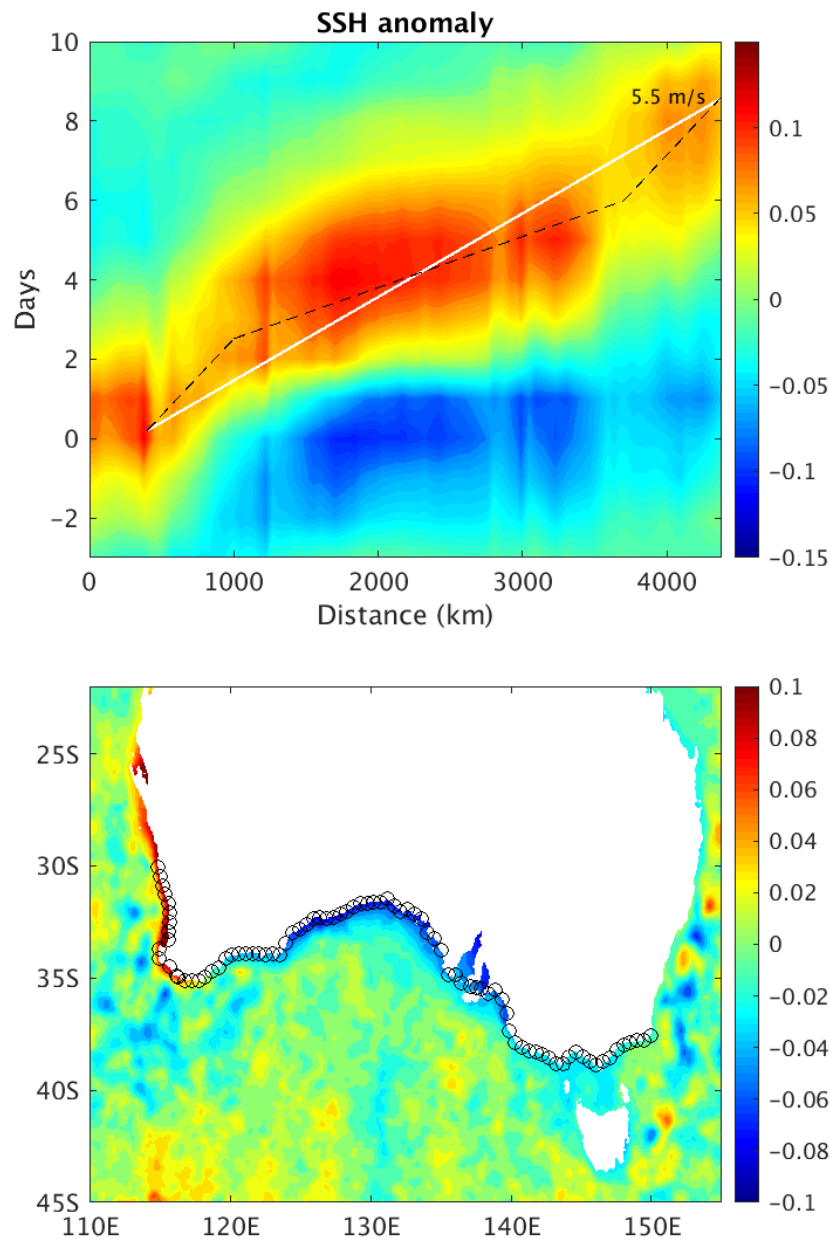 SSH anomaly
10
8
6
4
2
0
−2
Days
5.5 m/s
0
1000
2000
3000
4000
Distance (km)
0.1
0.05
0
−0.05
−0.1
−0.15
25S
30S
35S
40S
45S
110E
120E
130E
140E
150E
0.1
0.08
0.06
0.04
0.02
0
−0.02
−0.04
−0.06
−0.08
−0.1